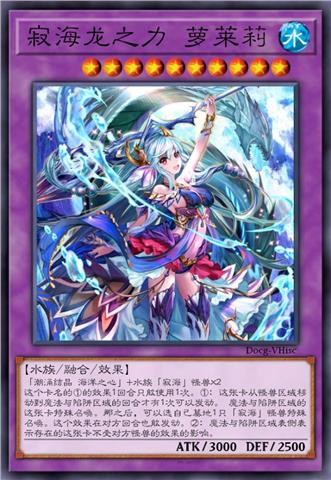 寂海龙之力 萝莱莉
水
Docg-VHisc
【水族/融合/效果】
「潮涌结晶 海洋之心」+水族「寂海」怪兽×2
这个卡名的①的效果1回合只能使用1次。①：这张卡从怪兽区域移
动到魔法与陷阱区域的回合才有1次可以发动。魔法与陷阱区域的
这张卡特殊召唤。那之后，可以选自己墓地1只「寂海」怪兽特殊
召唤。这个效果在对方回合也能发动。②：魔法与陷阱区域表侧表
示存在的这张卡不受对方怪兽的效果的影响。
ATK/3000 DEF/2500